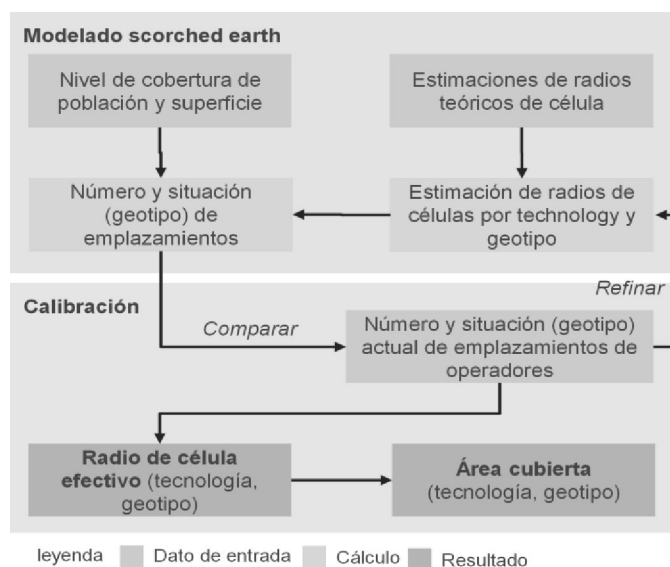 Modelado scorched earth
Nivel de cobertura de
población y superficie
Estimaciones de radios
teóricos de célula
Número y situación
(geotipo) de
emplazamientos
Estimación de radios de
células por technology y
geotipo
Refinar
Calibración
Comparar
Número y situación (geotipo)
actual de emplazamientos de
operadores
Radio de célula
efectivo (tecnología,
geotipo)
Área cubierta
(tecnología, geotipo)
leyenda Dato de entrada Cálculo Resultado